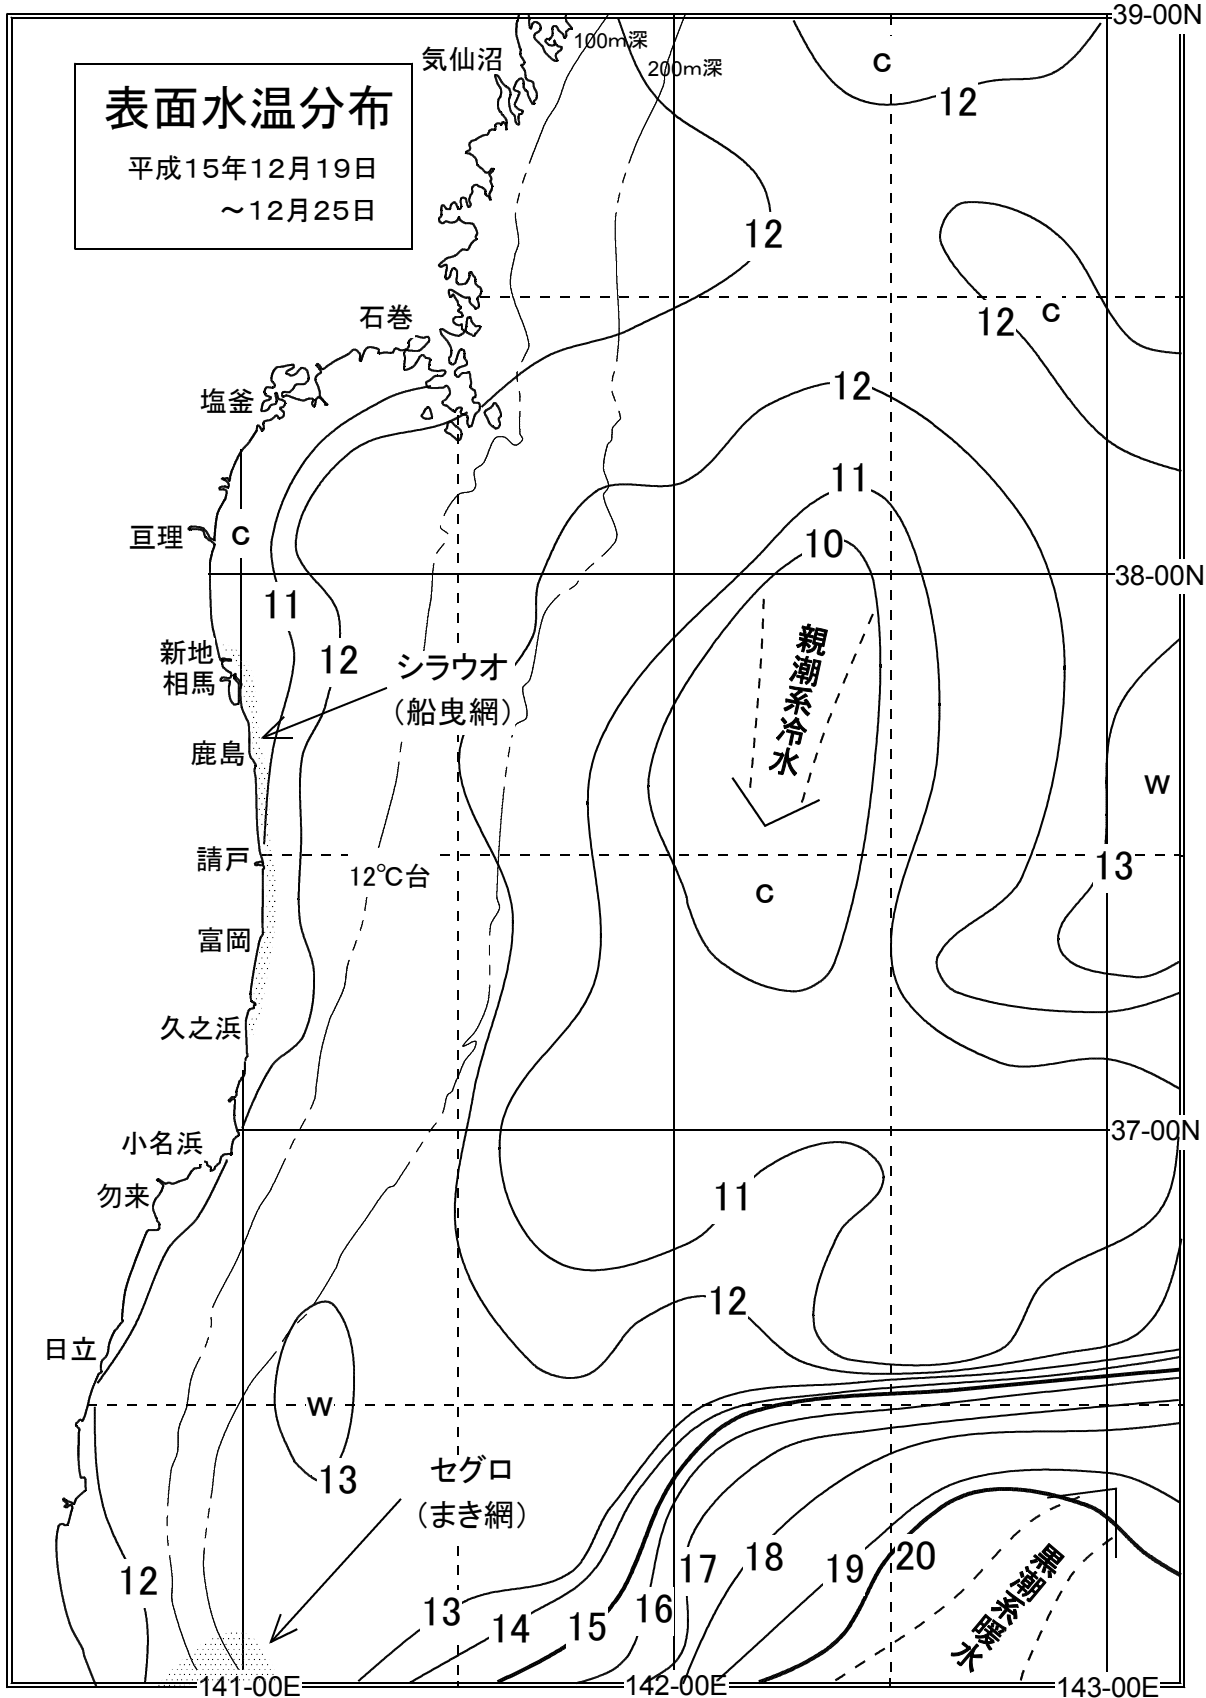 39-00N
気仙沼
100m深
200m深
C
12
表面水温分布
平成15年12月19日
～12月25日
12
石巻
12
C
塩釜
12
11
亘理
C
10
38-00N
11
新地
相馬
12
シラウオ
(船曳網)
親潮系冷水
鹿島
W
請戸
12℃台
13
C
富岡
久之浜
37-00N
小名浜
勿来
11
12
日立
W
13
セグロ
(まき網)
12
13
14
15
16
17
18
19
20
黒潮系暖水
141-00E
142-00E
143-00E